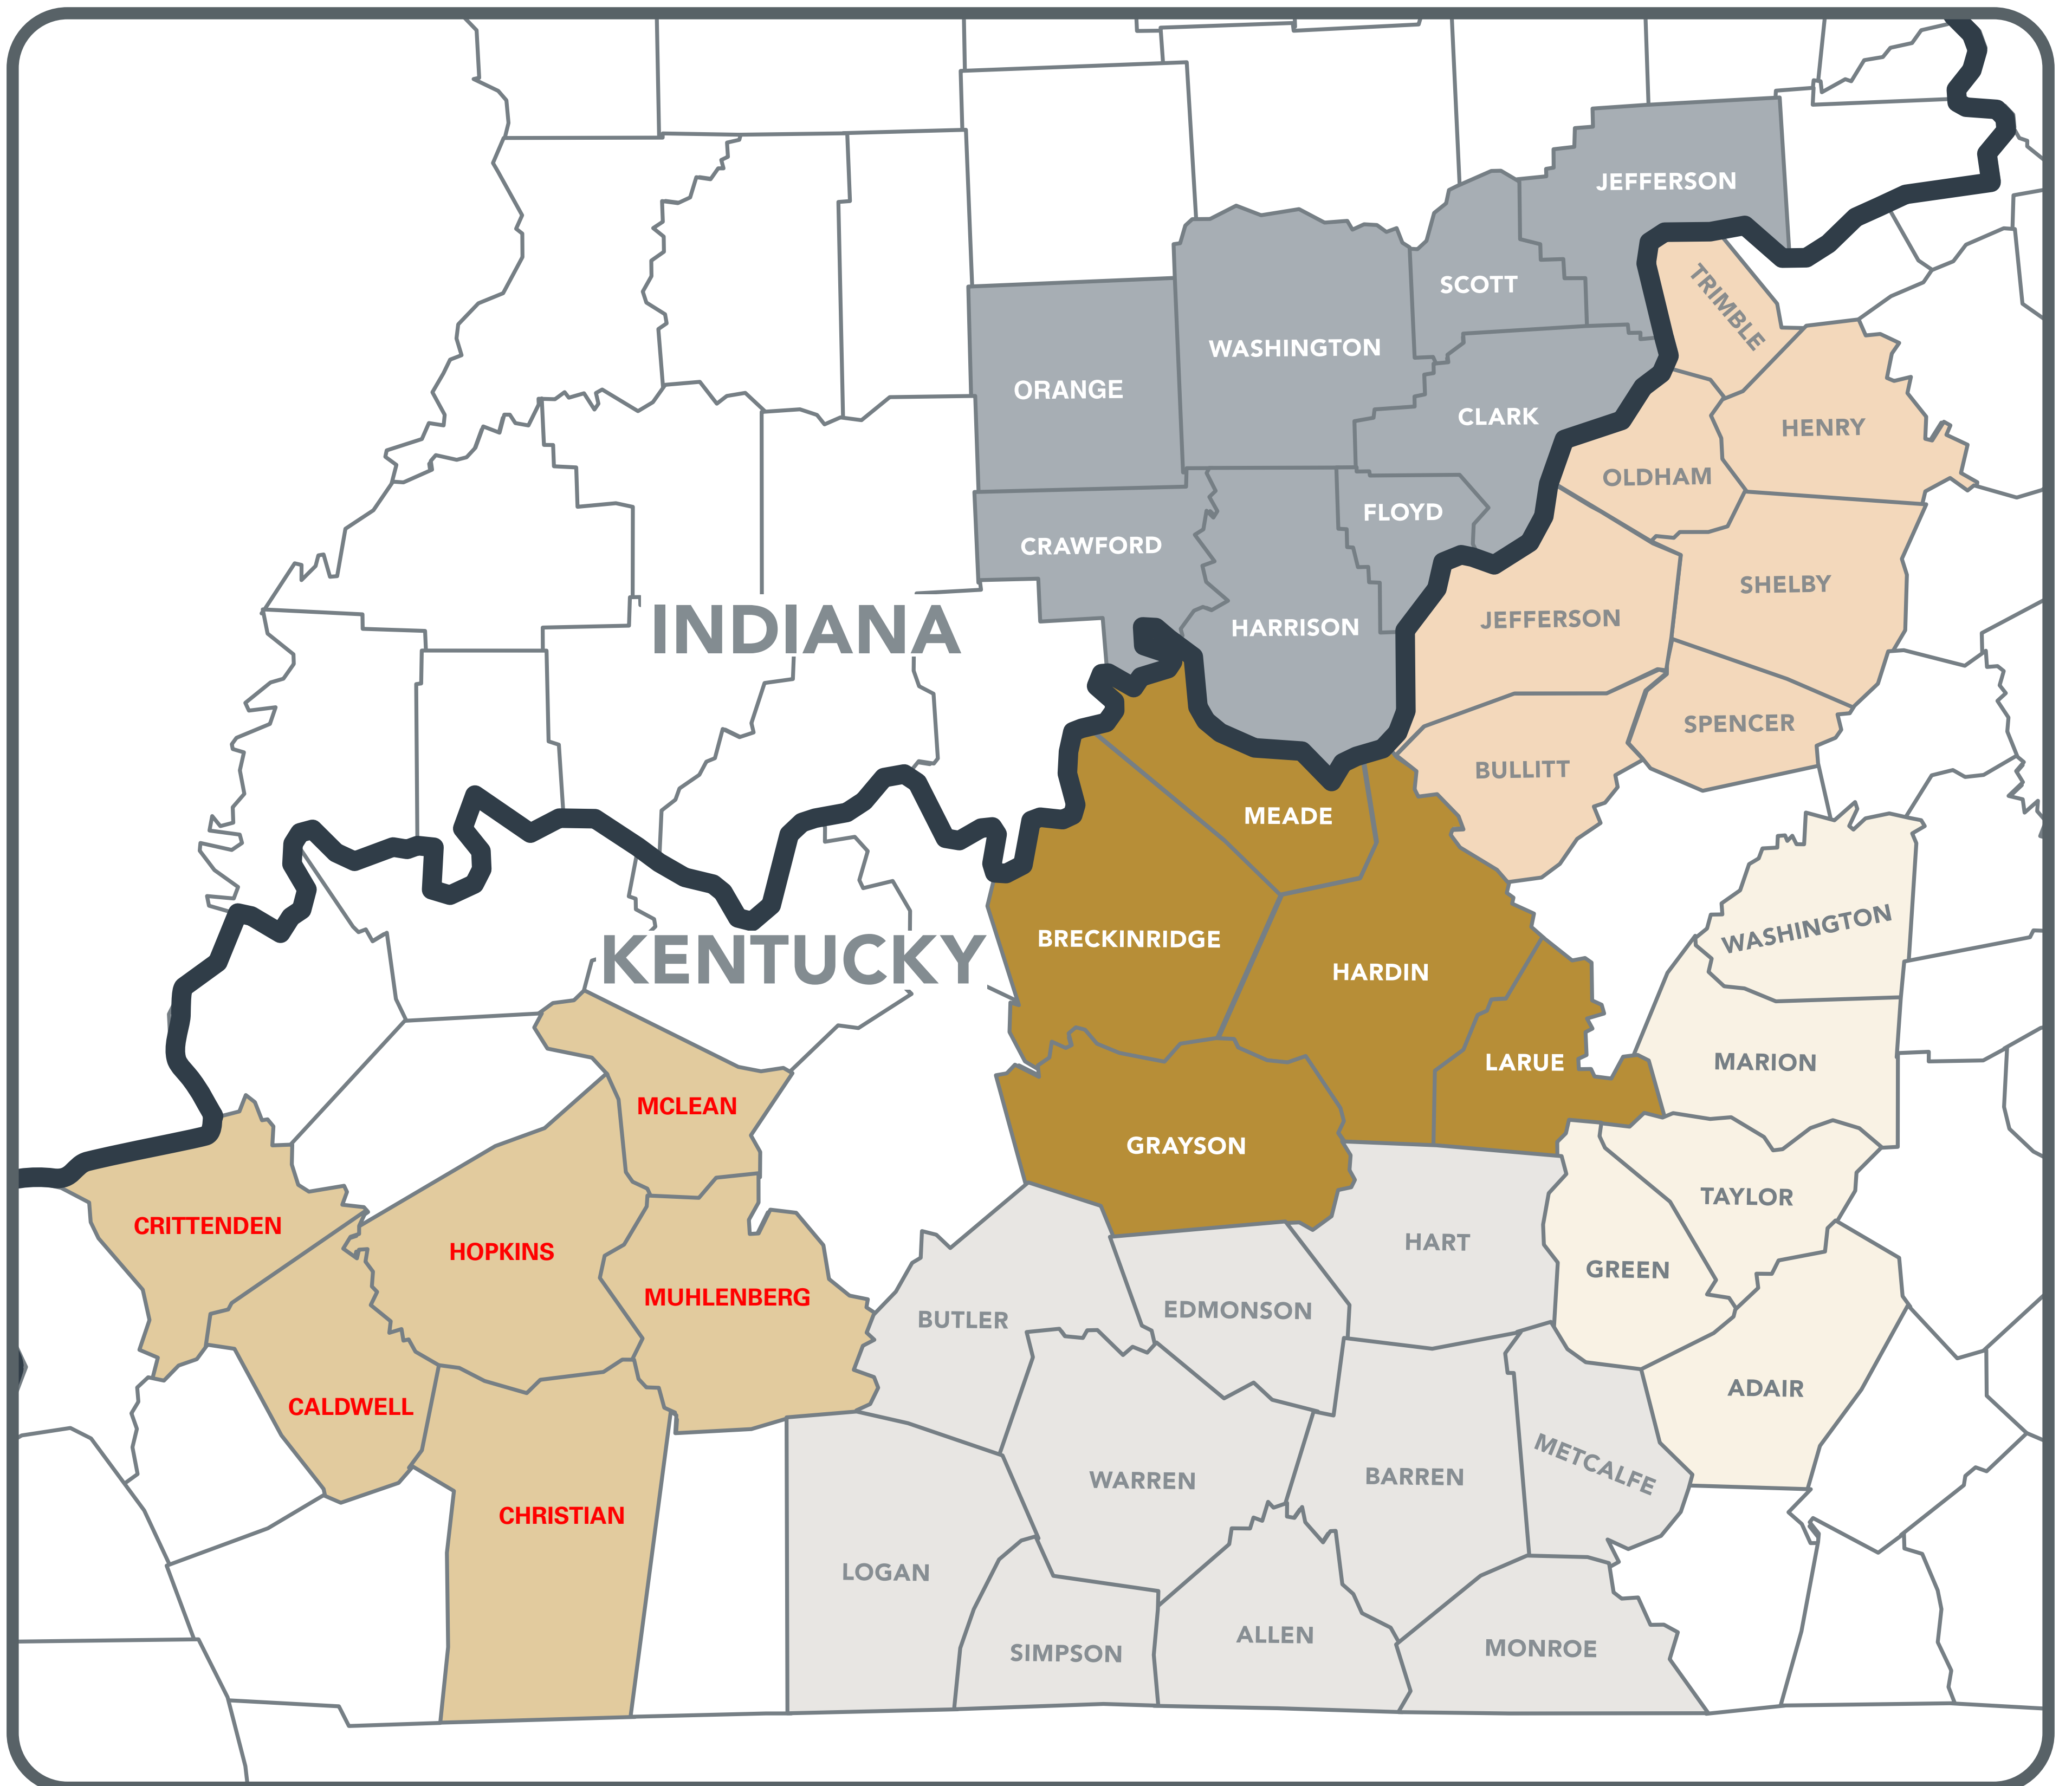 JEFFERSON
SCOTT
TRIMBLE
WASHINGTON
ORANGE
CLARK
HENRY
OLDHAM
FLOYD
CRAWFORD
SHELBY
JEFFERSON
HARRISON
INDIANA
SPENCER
BULLITT
MEADE
WASHINGTON
BRECKINRIDGE
KENTUCKY
HARDIN
LARUE
MARION
MCLEAN
GRAYSON
TAYLOR
CRITTENDEN
HART
HOPKINS
GREEN
MUHLENBERG
EDMONSON
BUTLER
ADAIR
CALDWELL
METCALFE
BARREN
WARREN
CHRISTIAN
LOGAN
ALLEN
MONROE
SIMPSON